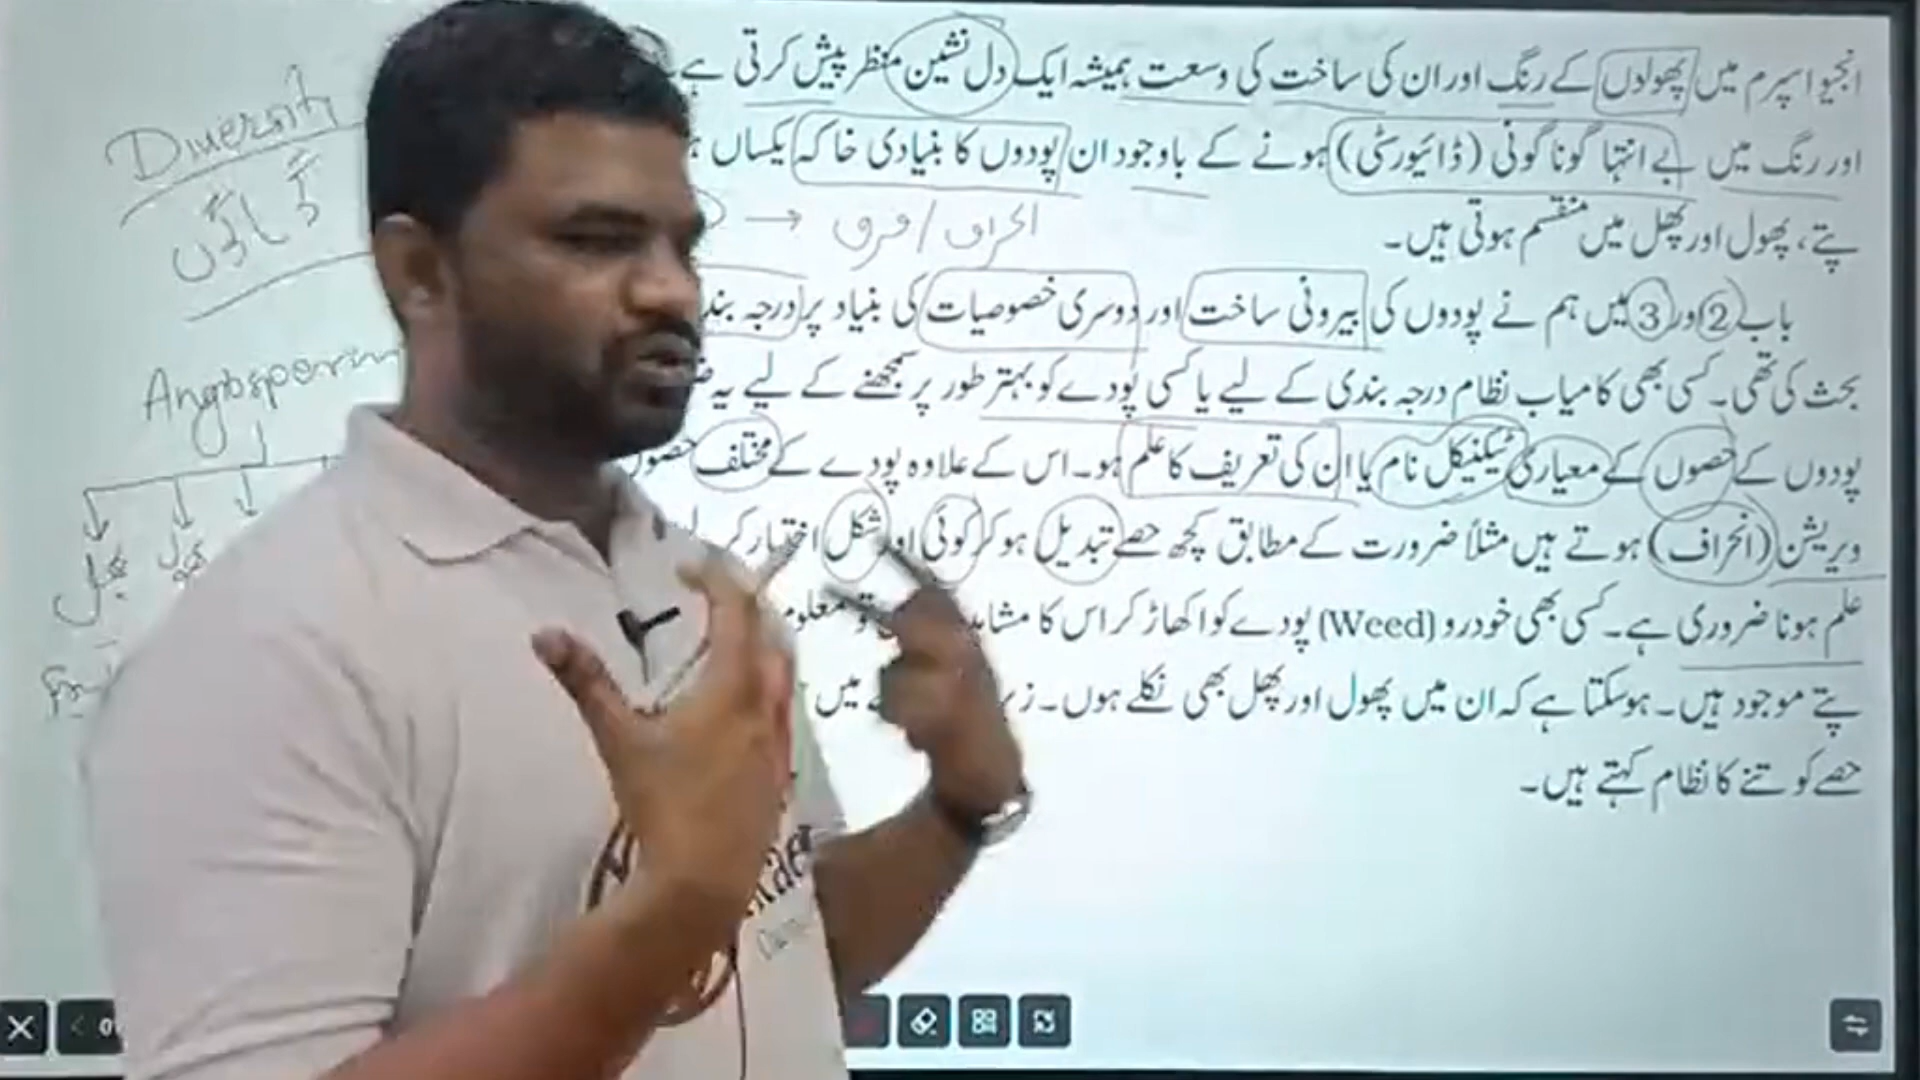 انجیواسپرم میں پھولوں کے رنگ اور ان کی ساخت کی وسعت ہمیشہ ایک دل نشین منظر پیش کرتی ہے
اور رنگ میں بے انتہا گوناگونی (ڈائیورسٹی) ہونے کے باوجود ان پودوں کا بنیادی خاکہ یکساں
پتے، پھول اور پھل میں منقسم ہوتی ہیں۔
انحراف / فرق
باب 2 اور 3 میں ہم نے پودوں کی بیرونی ساخت اور دوسری خصوصیات کی بنیاد پر درجہ بند
بحث کی تھی۔ کسی بھی کامیاب نظام درجہ بندی کے لیے یا کسی پودے کو بہتر طور پر سمجھنے کے لیے یہ
پودوں کے حصوں کے معیاری ٹیکنیکل نام یا ان کی تعریف کا علم ہو۔ اس کے علاوہ پودے کے مختلف حصوں
ویریشن (انحراف) ہوتے ہیں مثلاً ضرورت کے مطابق کچھ حصے تبدیل ہو کر کوئی اور شکل اختیار کر
علم ہونا ضروری ہے۔ کسی بھی خودرو (Weed) پودے کو اکھاڑ کر اس کا
پتے موجود ہیں۔ ہوسکتا ہے کہ ان میں پھول اور پھل بھی نکلے ہوں۔ میں
حصے کو تنے کا نظام کہتے ہیں۔
Diversity
Angiosperm
پھل پھول